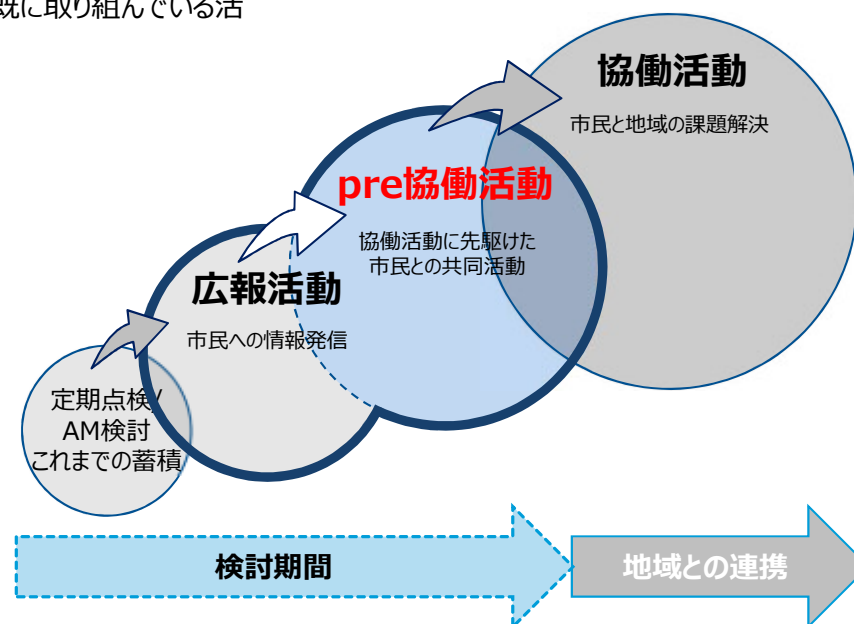 既に取り組んでいる活
協働活動
市民と地域の課題解決
pre協働活動
協働活動に先駆けた
市民との共同活動
広報活動
市民への情報発信
定期点検/
AM検討
これまでの蓄積
検討期間
地域との連携